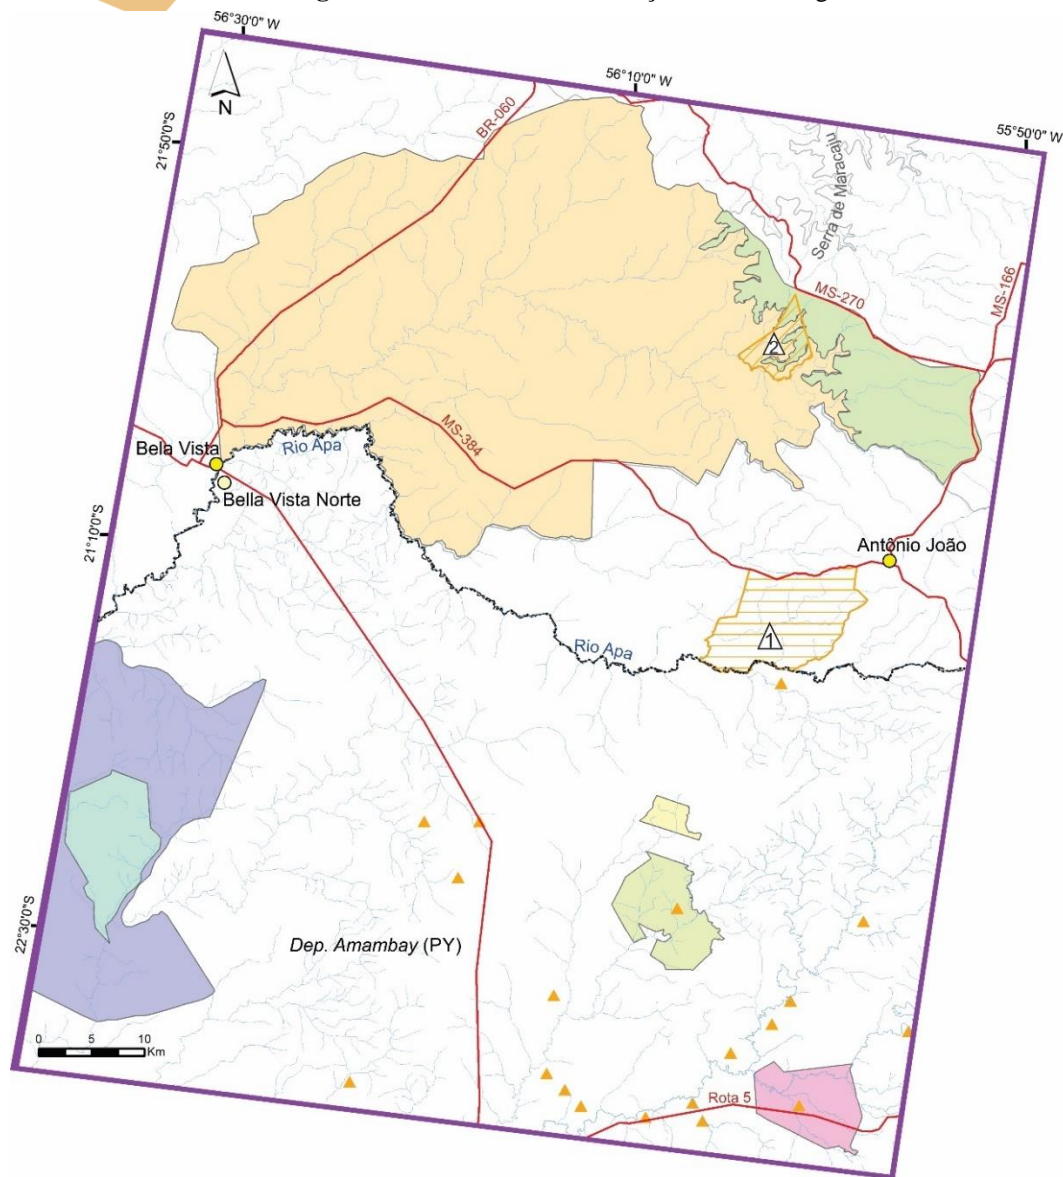 56°30'0" W
56°10'0" W
55°50'0" W
N
21°50'0"S
BR-060
Serra de Maracaju
MS-166
MS-270
2
MS-384
Bela Vista
Rio Apa
Bella Vista Norte
21°10'0"S
Antônio João
1
Rio Apa
22°30'0"S
Dep. Amambay (PY)
0 5 10
Km
Rota 5